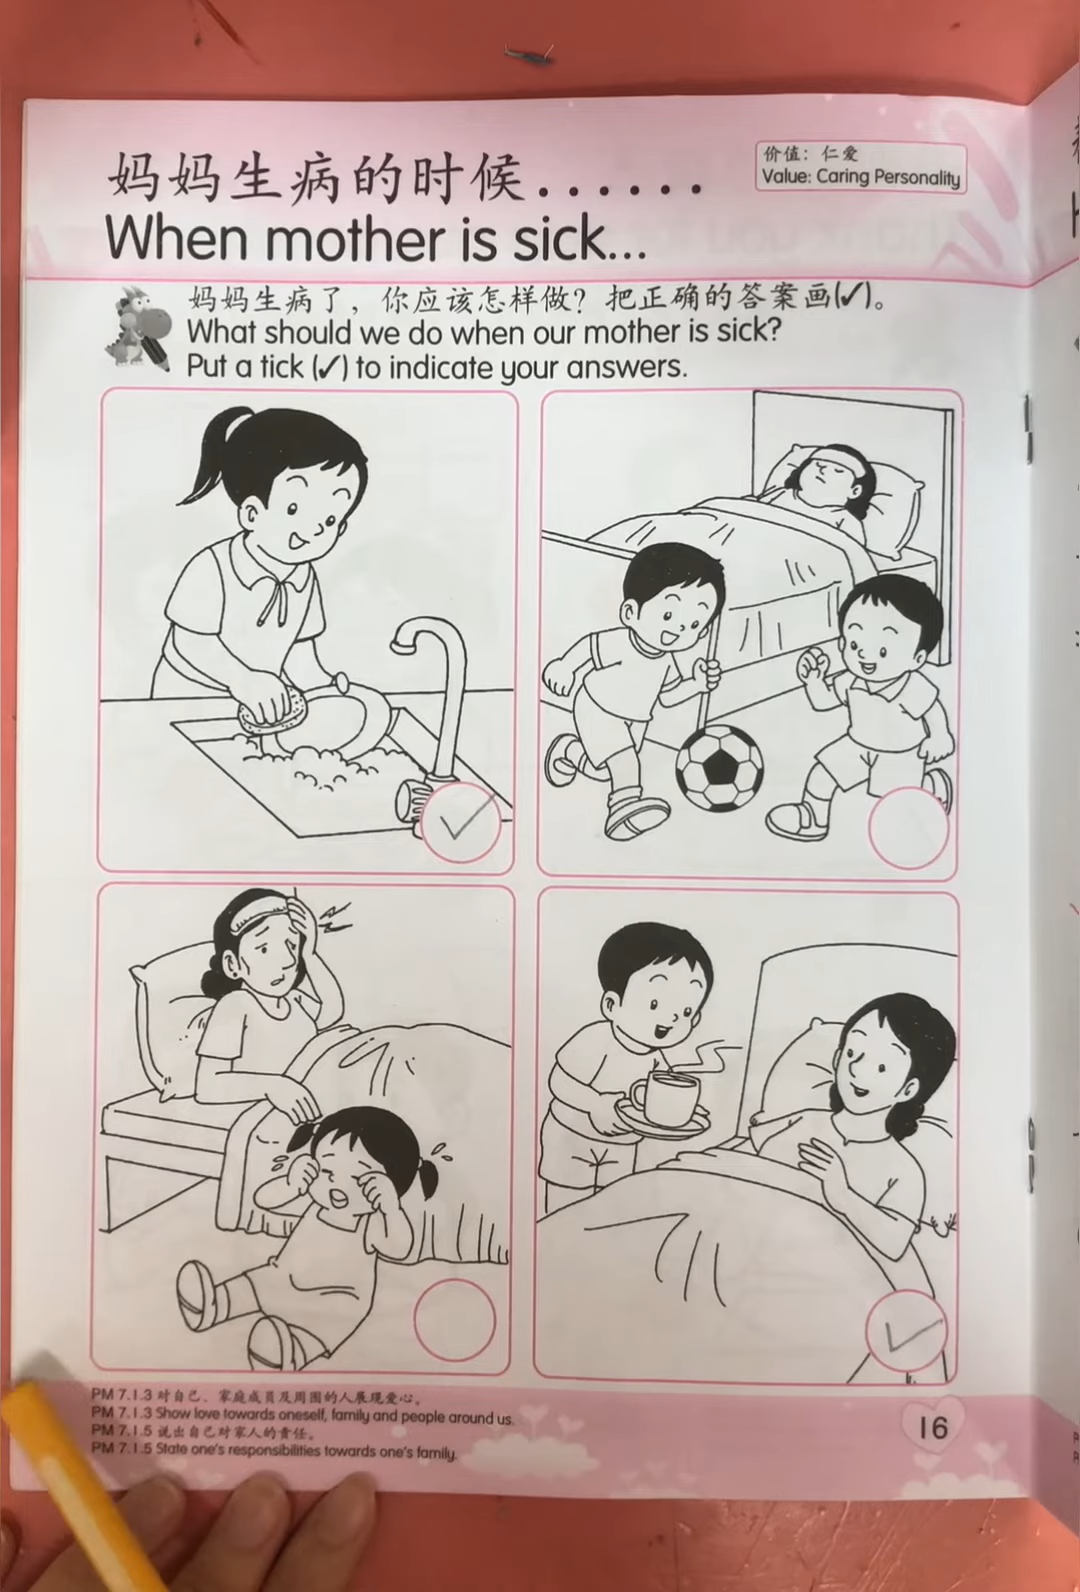 妈妈生病的时候......
价值：仁爱
Value: Caring Personality
When mother is sick...
妈妈生病了，你应该怎样做？把正确的答案画(✓)。
What should we do when our mother is sick?
Put a tick (✓) to indicate your answers.
PM 7.1.3 对自己、家庭成员及周围的人展现爱心。
PM 7.1.3 Show love towards oneself, family and people around us.
PM 7.1.5 说出自己对家人的责任。
PM 7.1.5 State one's responsibilities towards one's family.
16